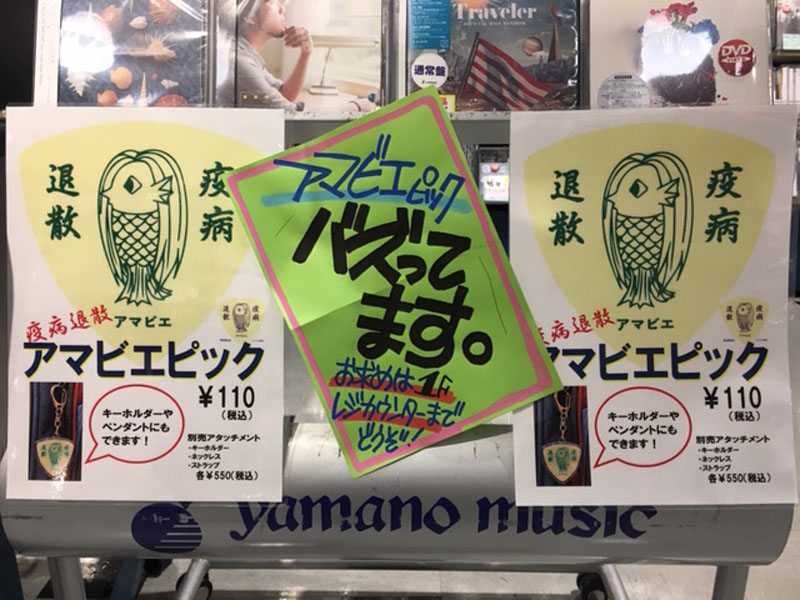 Traveler
通常盤
DVD
疫病
退散
疫病退散
アマビエ
アマビエピック
¥110
(税込)
キーホルダーや
ペンダントにも
できます！
別売アタッチメント
・キーホルダー
・ネックレス
・ストラップ
各¥550(税込)
アマビエピック
バズって
ます。
お求めは1F
レジカウンターまで
どうぞ！
疫病
退散
疫病退散
アマビエ
アマビエピック
¥110
(税込)
キーホルダーや
ペンダントにも
できます！
別売アタッチメント
・キーホルダー
・ネックレス
・ストラップ
各¥550(税込)
yamano music